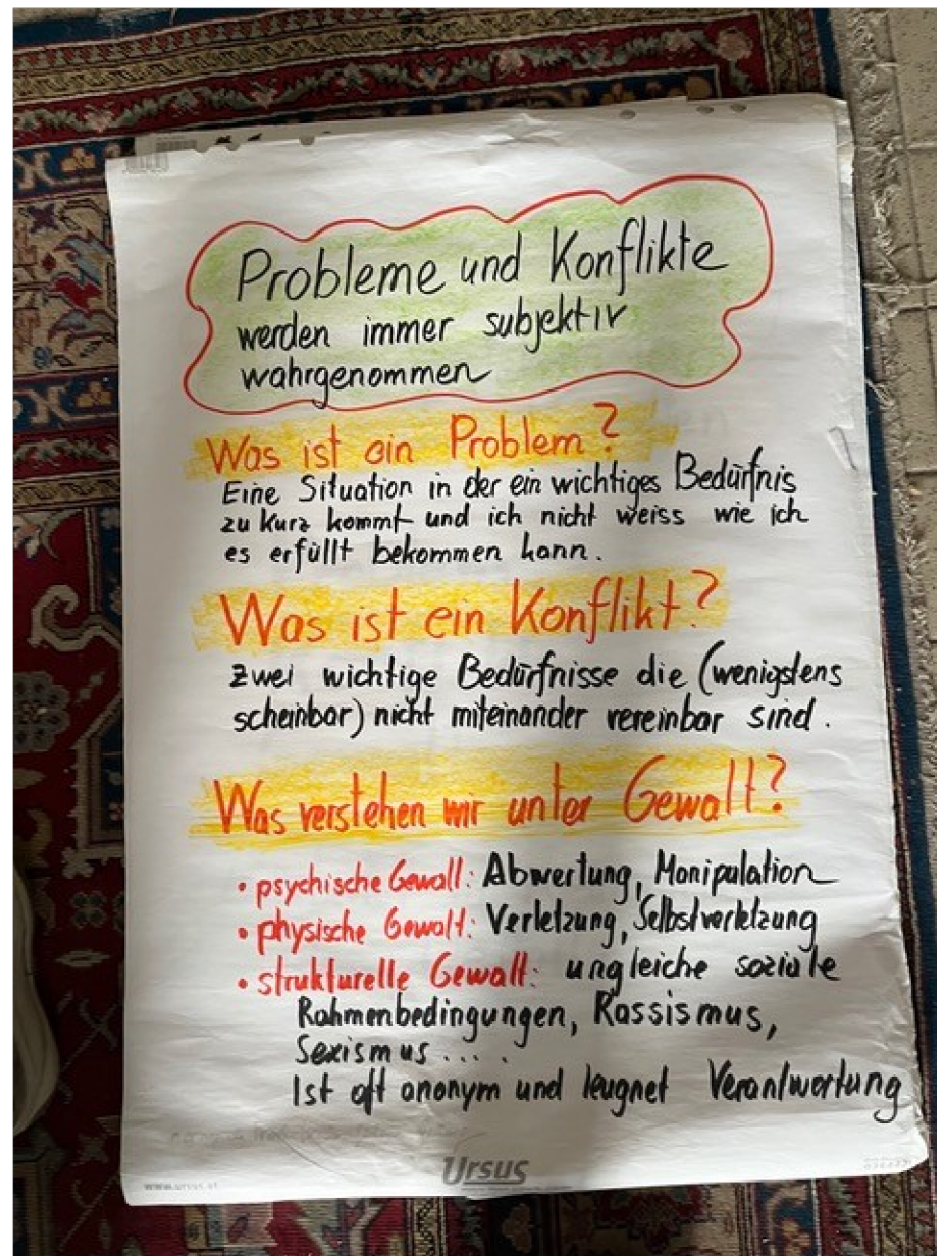 Probleme und Konflikte
werden immer subjektiv
wahrgenommen
Was ist ein Problem?
Eine Situation in der ein wichtiges Bedürfnis
zu kurz kommt und ich nicht weiss wie ich
es erfüllt bekommen kann.
Was ist ein Konflikt?
Zwei wichtige Bedürfnisse die (wenigstens
scheinbar) nicht miteinander vereinbar sind.
Was verstehen wir unter Gewalt?
• psychische Gewalt: Abwertung, Manipulation
• physische Gewalt: Verletzung, Selbstverletzung
• strukturelle Gewalt: ungleiche soziale
Rahmenbedingungen, Rassismus,
Sexismus....
Ist oft anonym und leugnet Verantwortung
Ursus
www.ursus.at